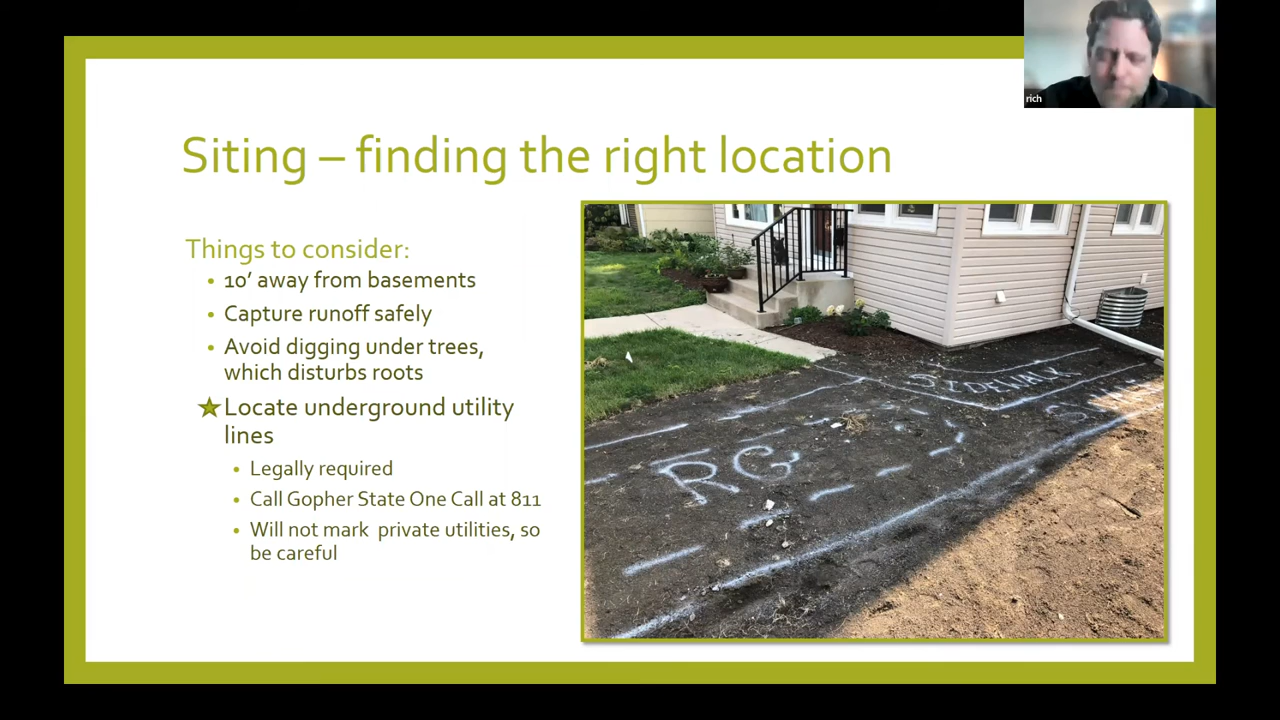 rich
Siting – finding the right location
Things to consider:
• 10’ away from basements
• Capture runoff safely
• Avoid digging under trees,
which disturbs roots
Locate underground utility
lines
• Legally required
• Call Gopher State One Call at 811
• Will not mark  private utilities, so
be careful
SIDEWALK
RG